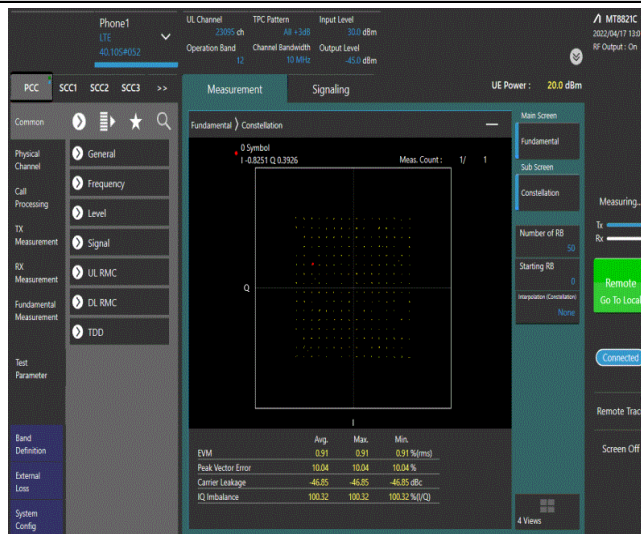 Phone1
LTE
40.10S#052
UL Channel TPC Pattern Input Level
23095 ch All +3dB 30.0 dBm
Operation Band Channel Bandwidth Output Level
12 10 MHz -45.0 dBm
MT8821C
2022/04/17 13:0
RF Output : On
PCC SCC1 SCC2 SCC3 >>
Measurement Signaling UE Power : 20.0 dBm
Common
Physical
Channel
Call
Processing
TX
Measurement
RX
Measurement
Fundamental
Measurement
Test
Parameter
Band
Definition
External
Loss
System
Config
General
Frequency
Level
Signal
UL RMC
DL RMC
TDD
Fundamental Constellation
0 Symbol
I -0.8251 Q 0.3926 Meas. Count : 1/ 1
Q
I
Avg. Max. Min.
EVM 0.91 0.91 0.91 %(rms)
Peak Vector Error 10.04 10.04 10.04 %
Carrier Leakage -46.85 -46.85 -46.85 dBc
IQ Imbalance 100.32 100.32 100.32 %(I/Q)
Main Screen
Fundamental
Sub Screen
Constellation
Number of RB
50
Starting RB
0
Interpolation (Constellation)
None
4 Views
Measuring..
Tx
Rx
Remote
Go To Local
Connected
Remote Trac
Screen Off